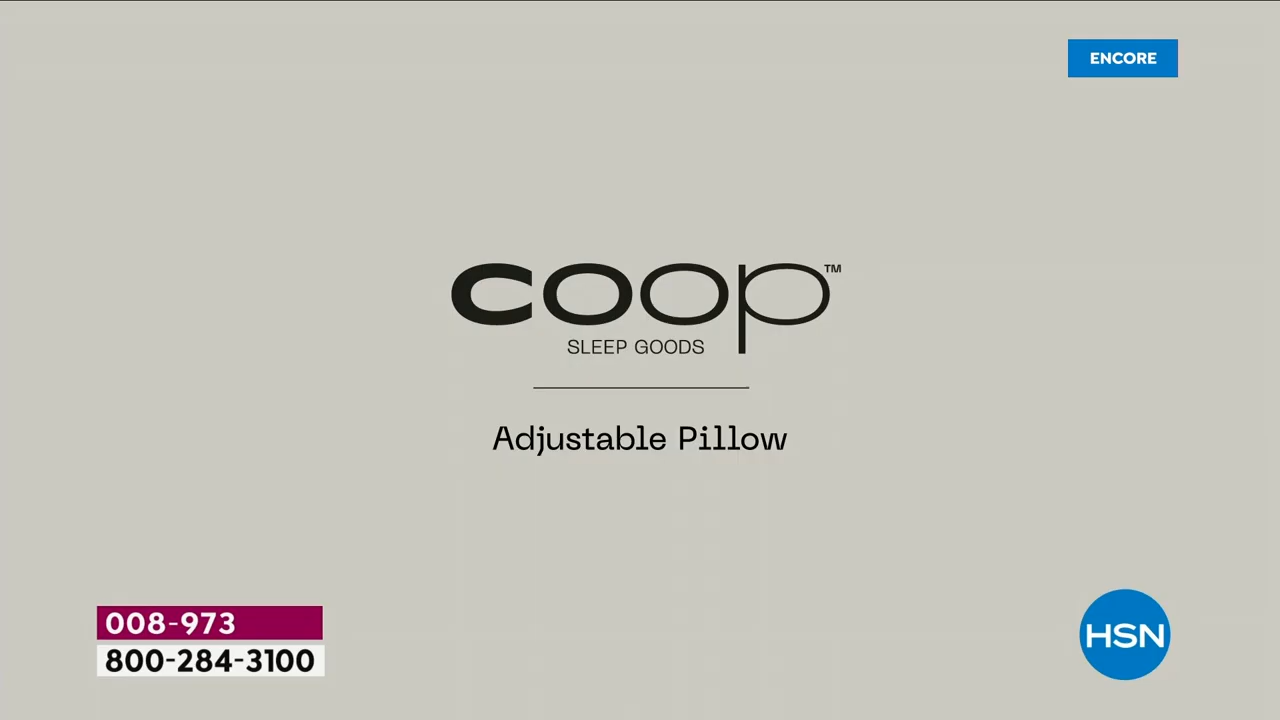 ENCORE
coop™
SLEEP GOODS
Adjustable Pillow
008-973
800-284-3100
HSN